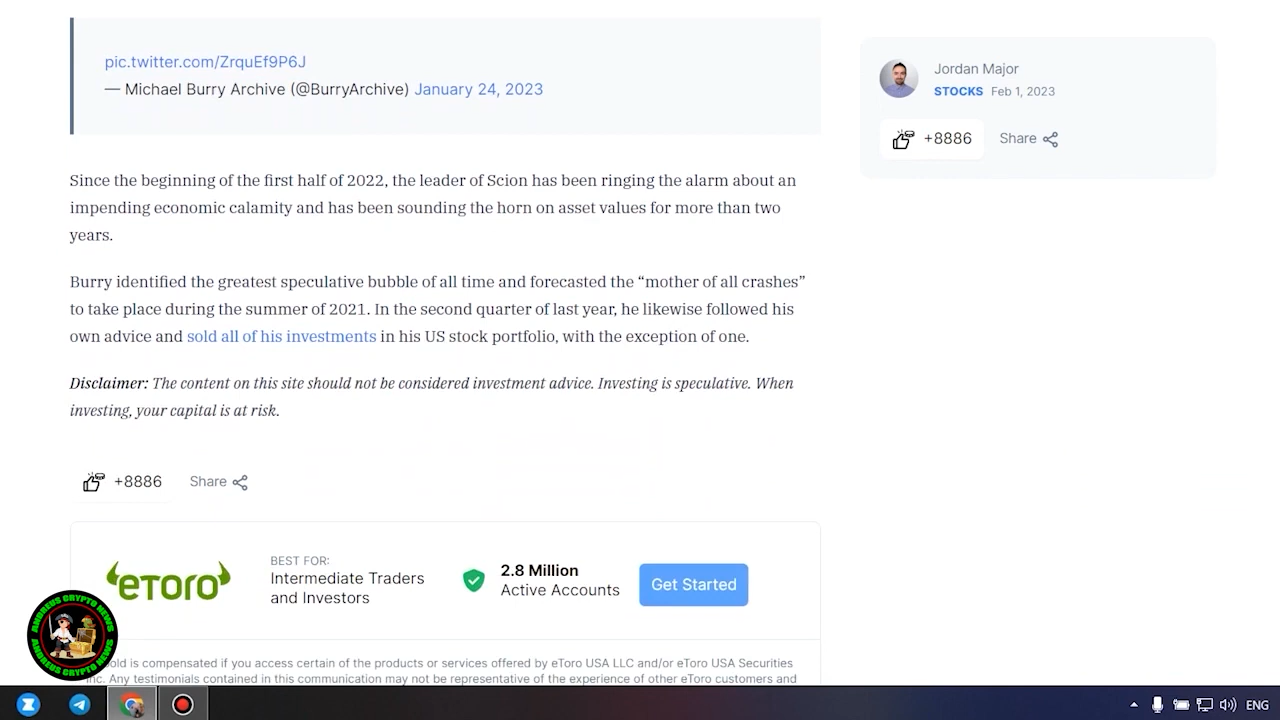 pic.twitter.com/ZrquEf9P6J
— Michael Burry Archive (@BurryArchive) January 24, 2023
Jordan Major
STOCKS Feb 1, 2023
+8886 Share
Since the beginning of the first half of 2022, the leader of Scion has been ringing the alarm about an
impending economic calamity and has been sounding the horn on asset values for more than two
years.
Burry identified the greatest speculative bubble of all time and forecasted the “mother of all crashes”
to take place during the summer of 2021. In the second quarter of last year, he likewise followed his
own advice and sold all of his investments in his US stock portfolio, with the exception of one.
Disclaimer: The content on this site should not be considered investment advice. Investing is speculative. When
investing, your capital is at risk.
+8886 Share
eToro
BEST FOR:
Intermediate Traders
and Investors
2.8 Million
Active Accounts
Get Started
ANDREUS CRYPTO NEWS
ANDREUS CRYPTO NEWS
is compensated if you access certain of the products or services offered by eToro USA LLC and/or eToro USA Securities
Inc. Any testimonials contained in this communication may not be representative of the experience of other eToro customers and
ENG